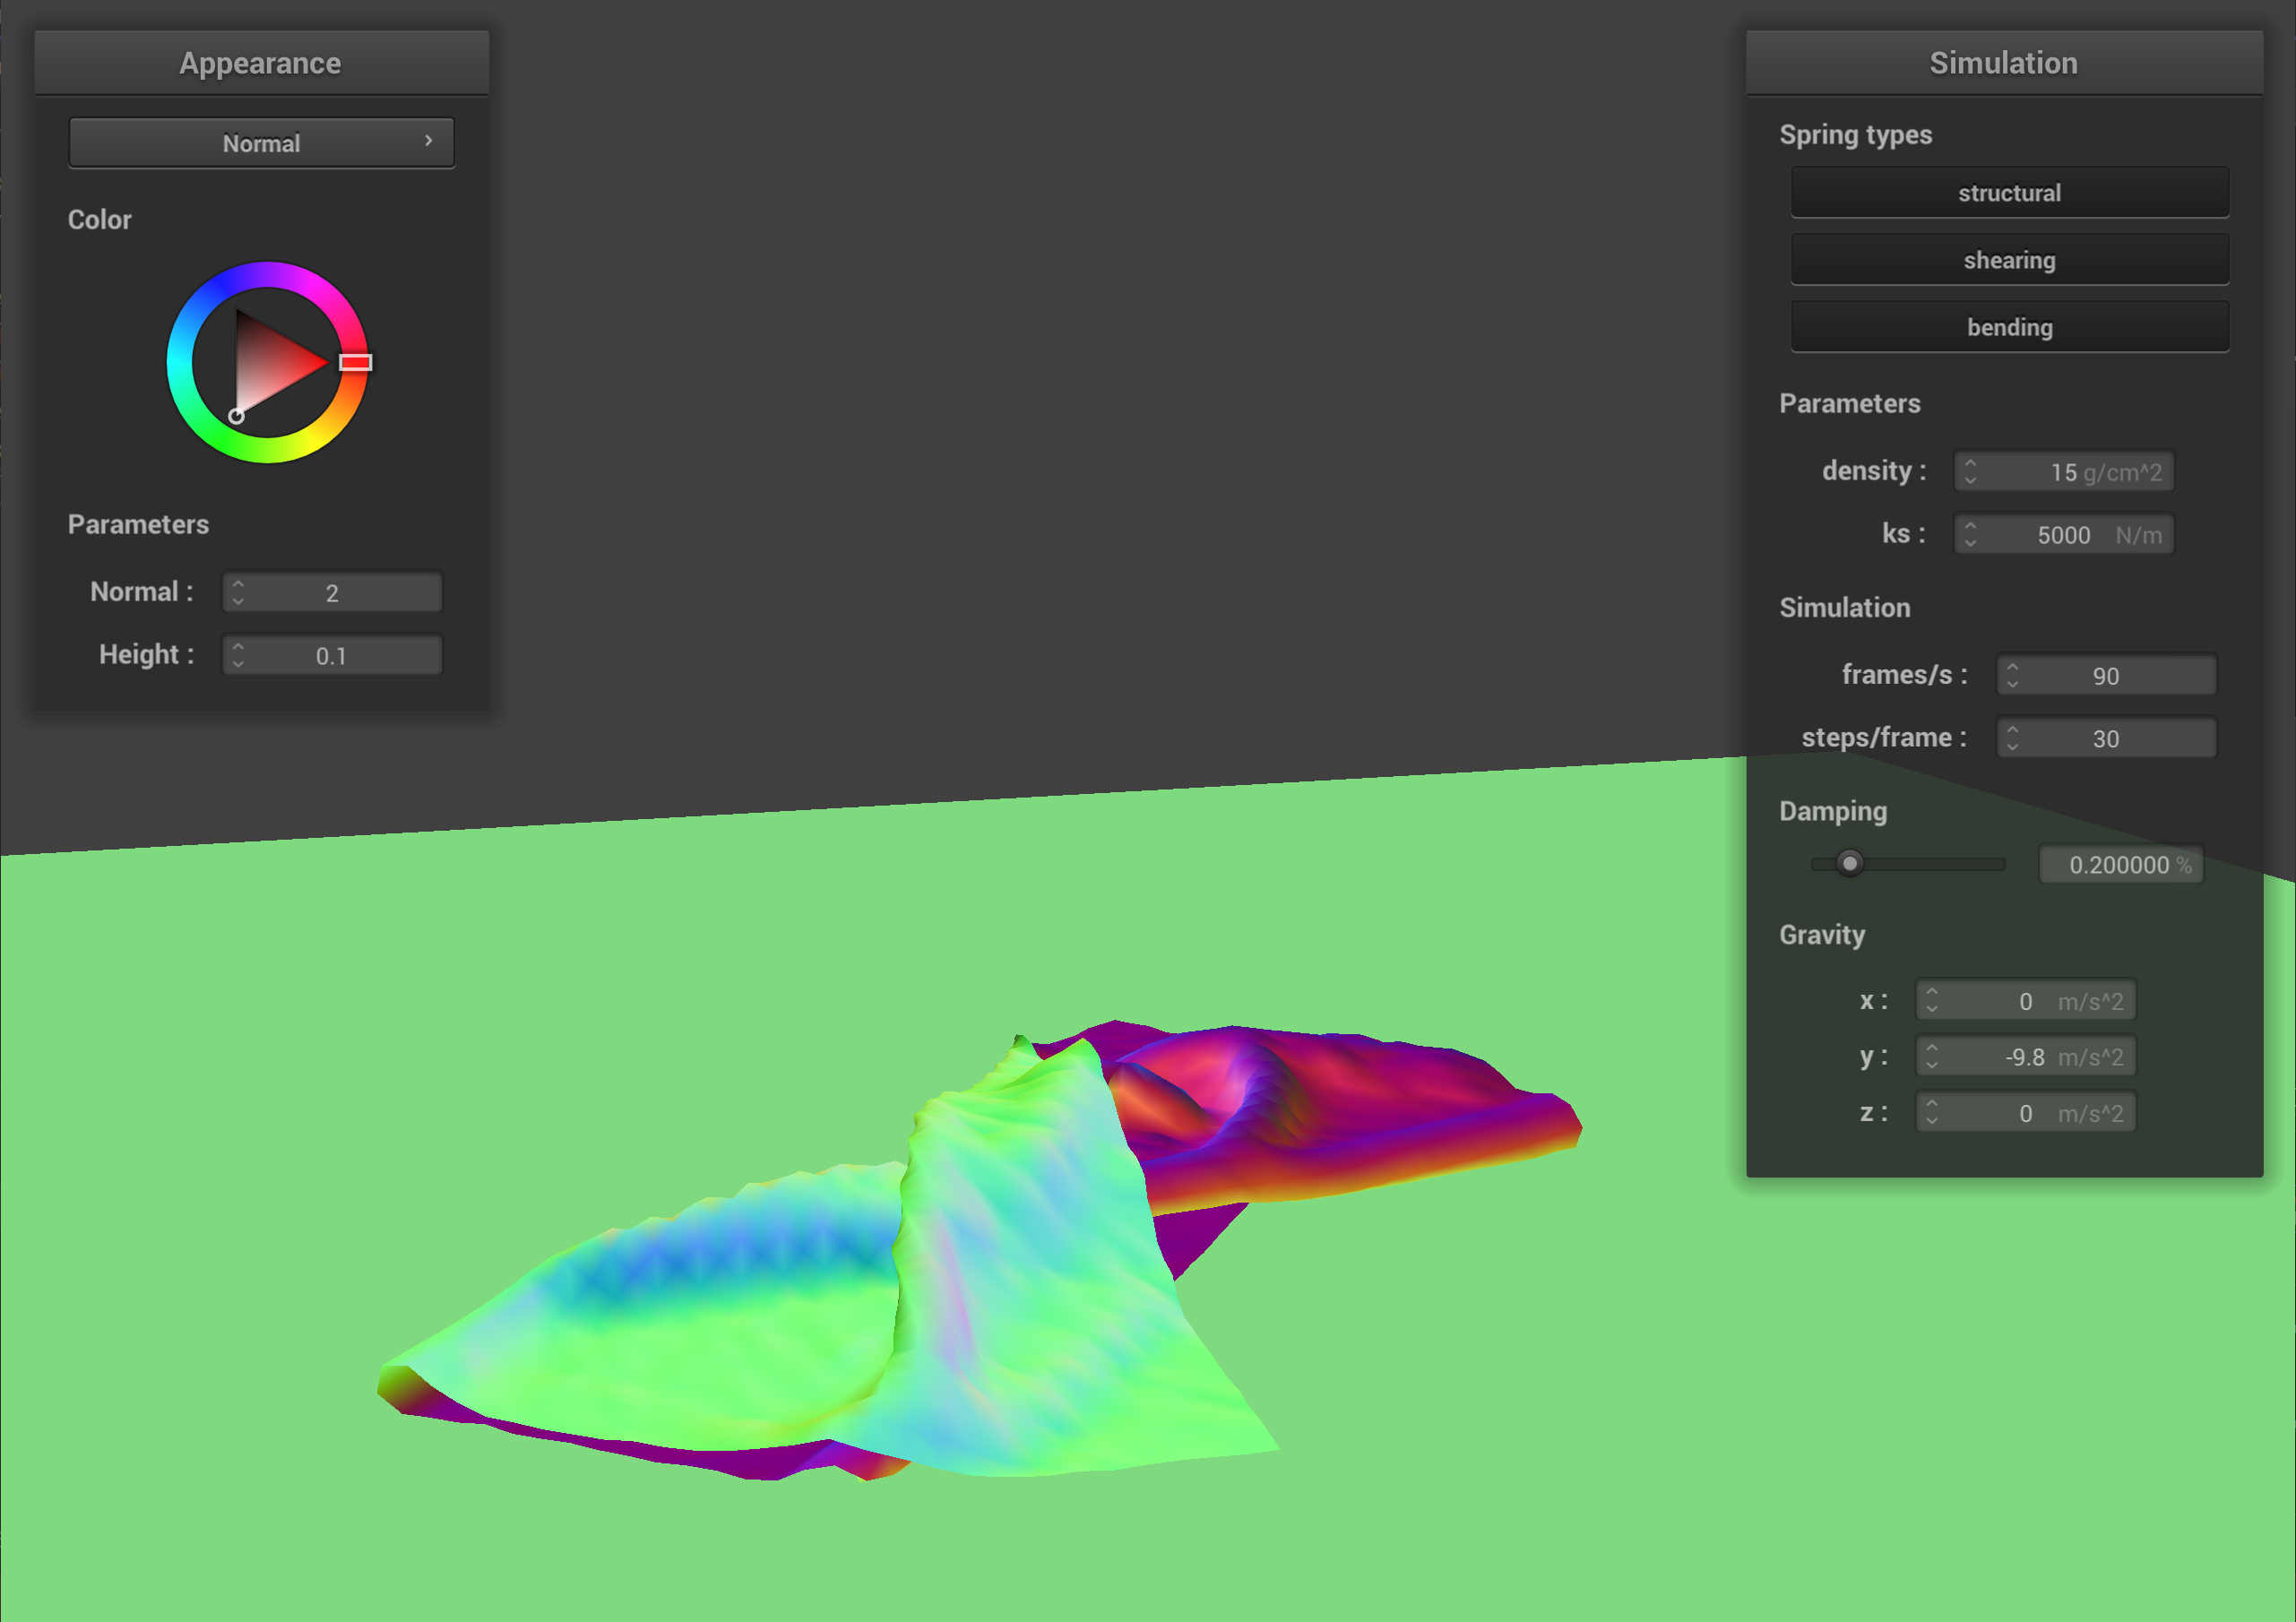 Appearance
Normal
Color
Parameters
Normal : 2
Height : 0.1
Simulation
Spring types
structural
shearing
bending
Parameters
density : 15 g/cm^2
ks : 5000 N/m
Simulation
frames/s : 90
steps/frame : 30
Damping
0.200000 %
Gravity
x : 0 m/s^2
y : -9.8 m/s^2
z : 0 m/s^2